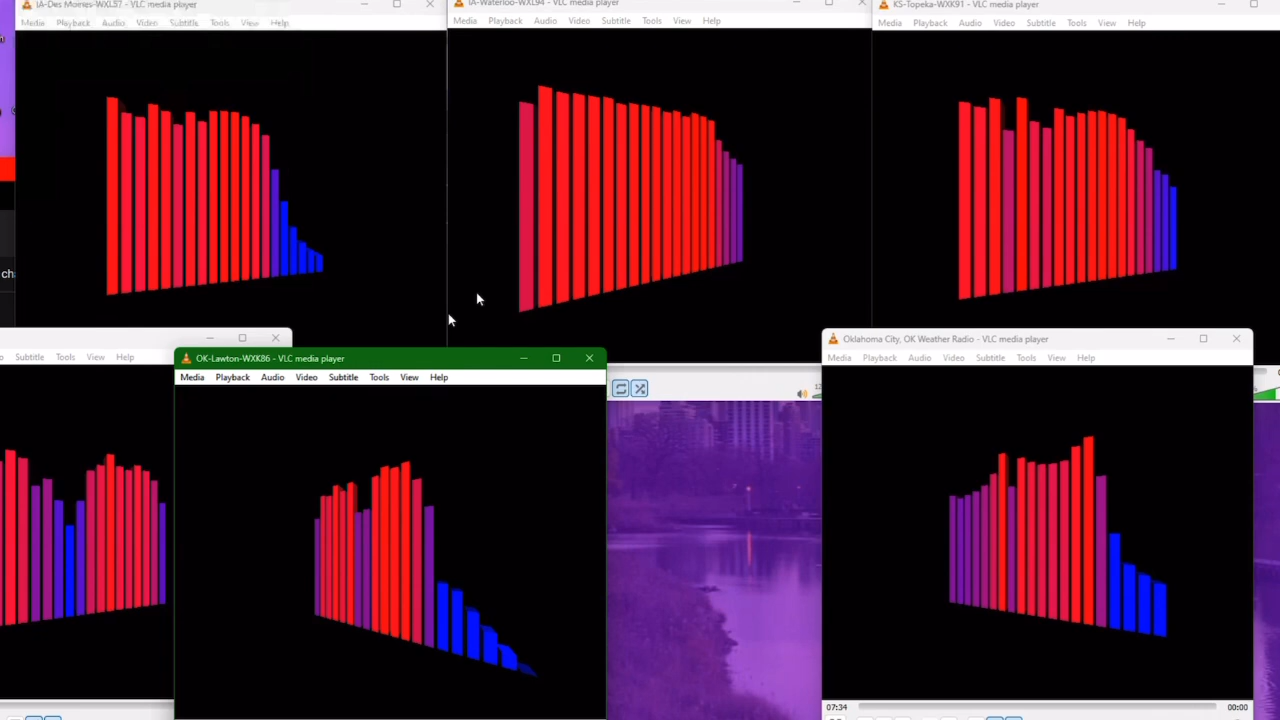 IA-Des Moines-WXL57 - VLC media player
Media Playback Audio Video Subtitle Tools View Help
IA-Waterloo-WXL94 - VLC media player
Media Playback Audio Video Subtitle Tools View Help
KS-Topeka-WXK91 - VLC media player
Media Playback Audio Video Subtitle Tools View Help
Subtitle Tools View Help
OK-Lawton-WXK86 - VLC media player
Media Playback Audio Video Subtitle Tools View Help
Oklahoma City, OK Weather Radio - VLC media player
Media Playback Audio Video Subtitle Tools View Help
07:34 00:00